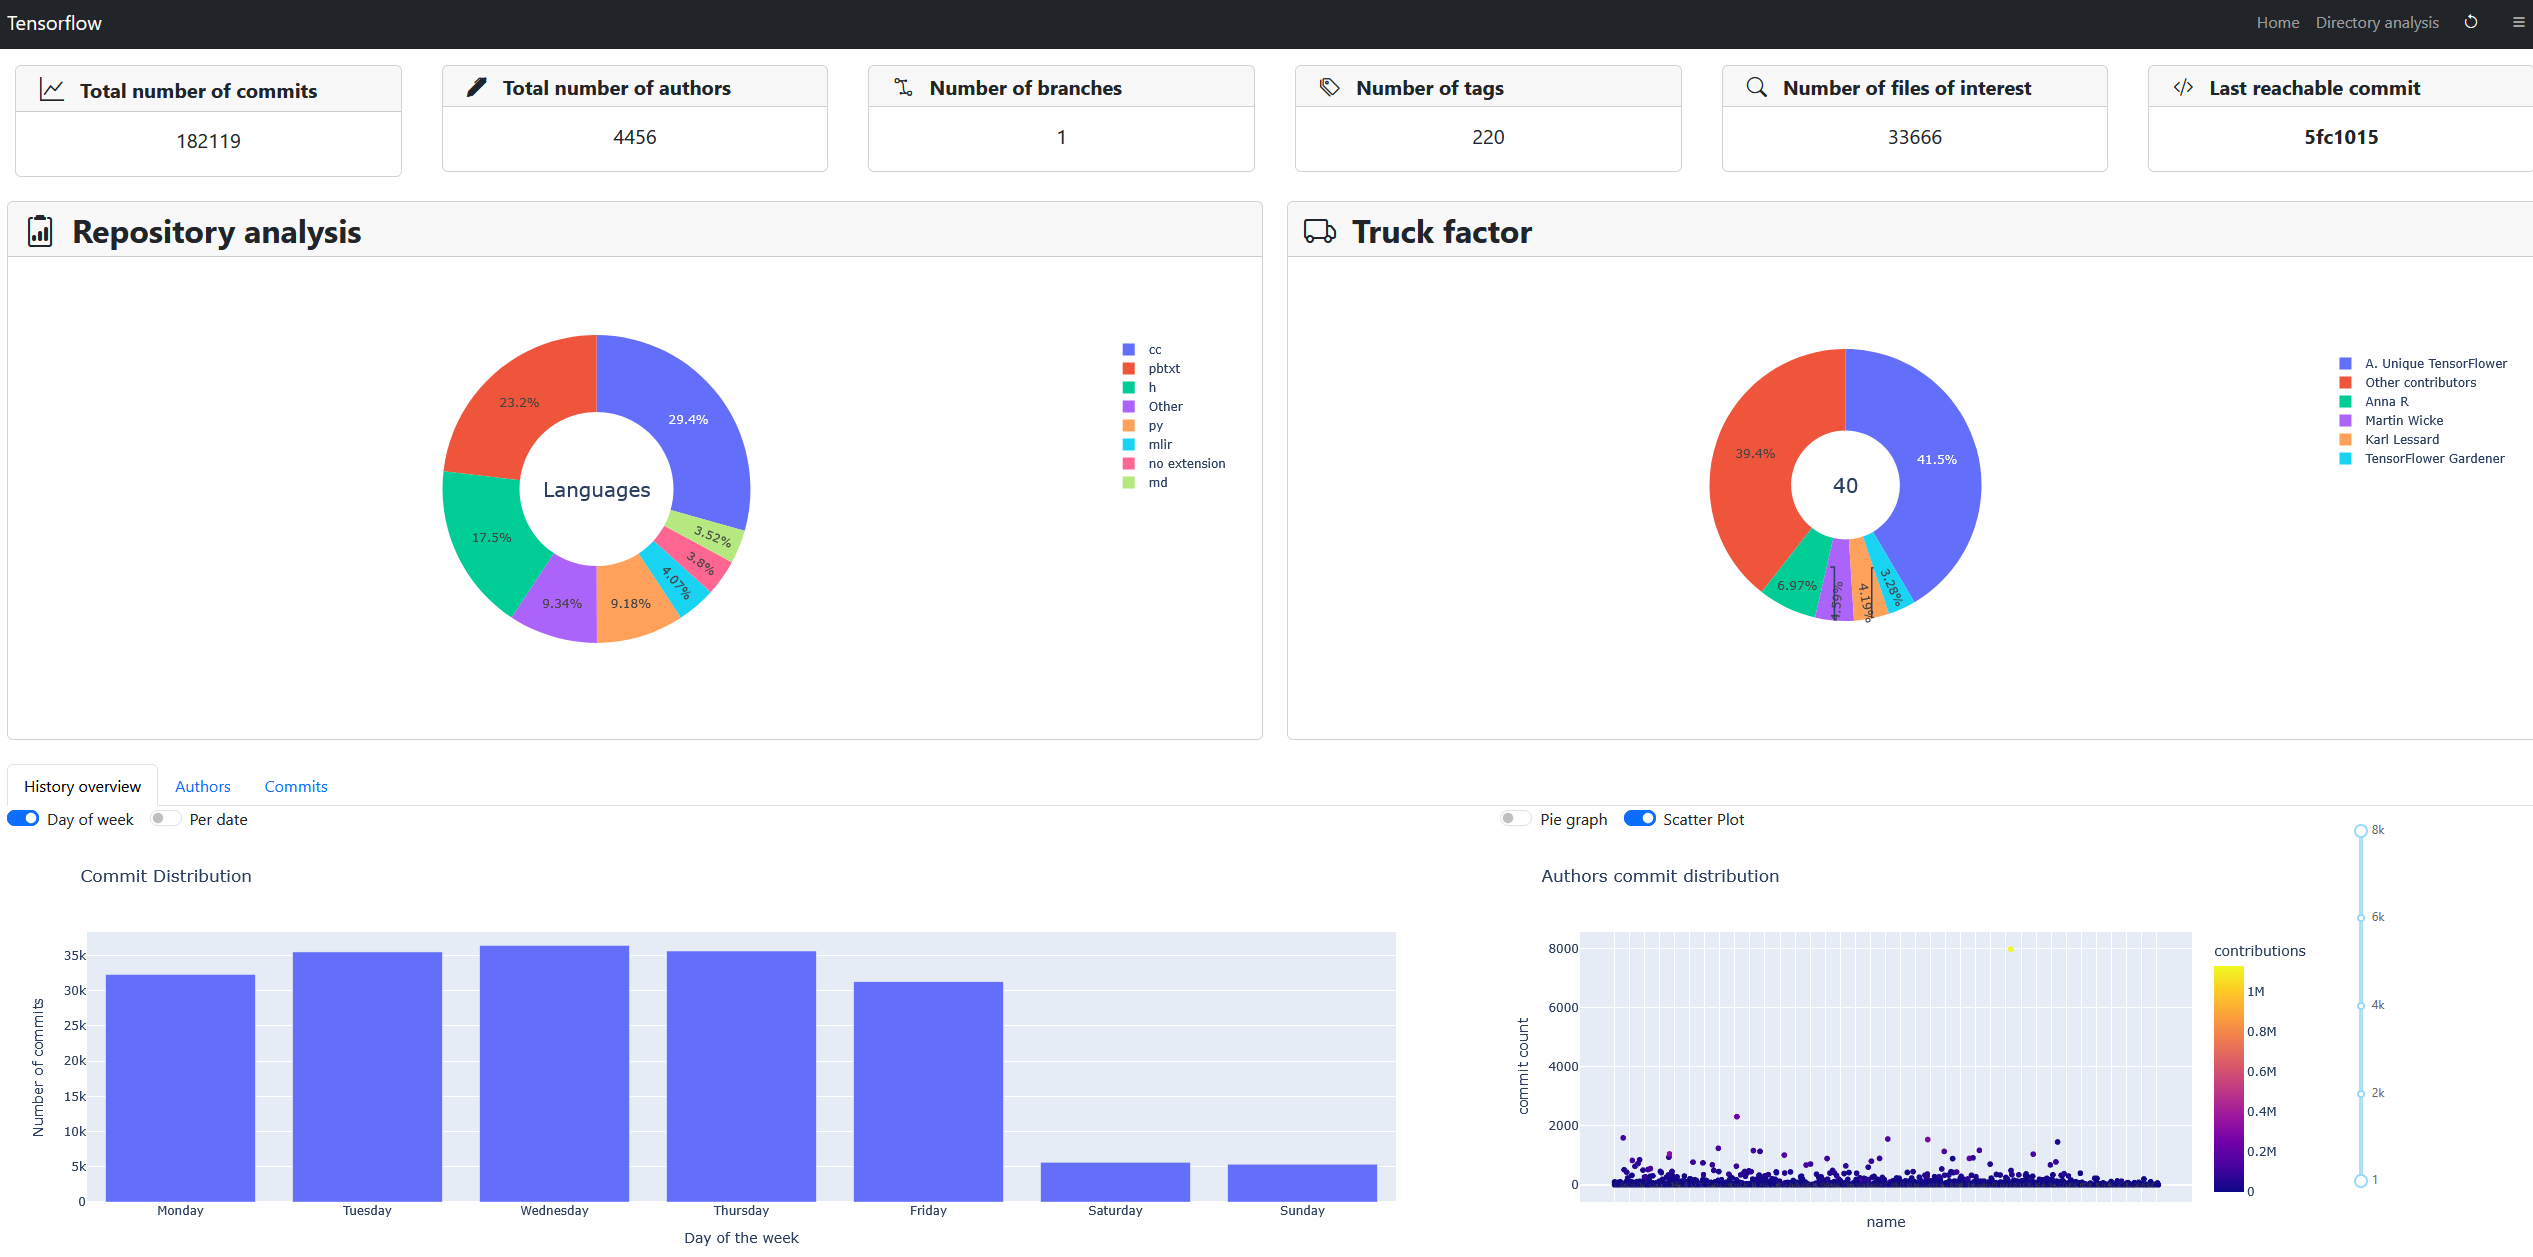 Tensorflow
Home Directory analysis
Total number of commits
182119
Total number of authors
4456
Number of branches
1
Number of tags
220
Number of files of interest
33666
Last reachable commit
5fc1015
Repository analysis
29.4%
23.2%
17.5%
9.34%
9.18%
4.07%
3.8%
3.52%
Languages
cc
pbtxt
h
Other
py
mlir
no extension
md
Truck factor
41.5%
39.4%
6.97%
4.59%
4.19%
3.28%
40
A. Unique TensorFlower
Other contributors
Anna R
Martin Wicke
Karl Lessard
TensorFlower Gardener
History overview Authors Commits
Day of week Per date
Commit Distribution
Number of commits
35k
30k
25k
20k
15k
10k
5k
0
Monday Tuesday Wednesday Thursday Friday Saturday Sunday
Day of the week
Pie graph Scatter Plot
Authors commit distribution
commit count
8000
6000
4000
2000
0
name
contributions
1M
0.8M
0.6M
0.4M
0.2M
0
8k
6k
4k
2k
1